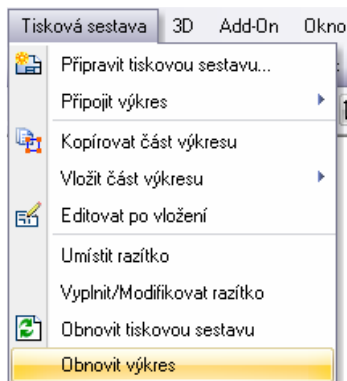 Tisková sestava 3D Add-On Okno
Připravit tiskovou sestavu...
Připojit výkres
Kopírovat část výkresu
Vložit část výkresu
Editovat po vložení
Umístit razítko
Vyplnit/Modifikovat razítko
Obnovit tiskovou sestavu
Obnovit výkres